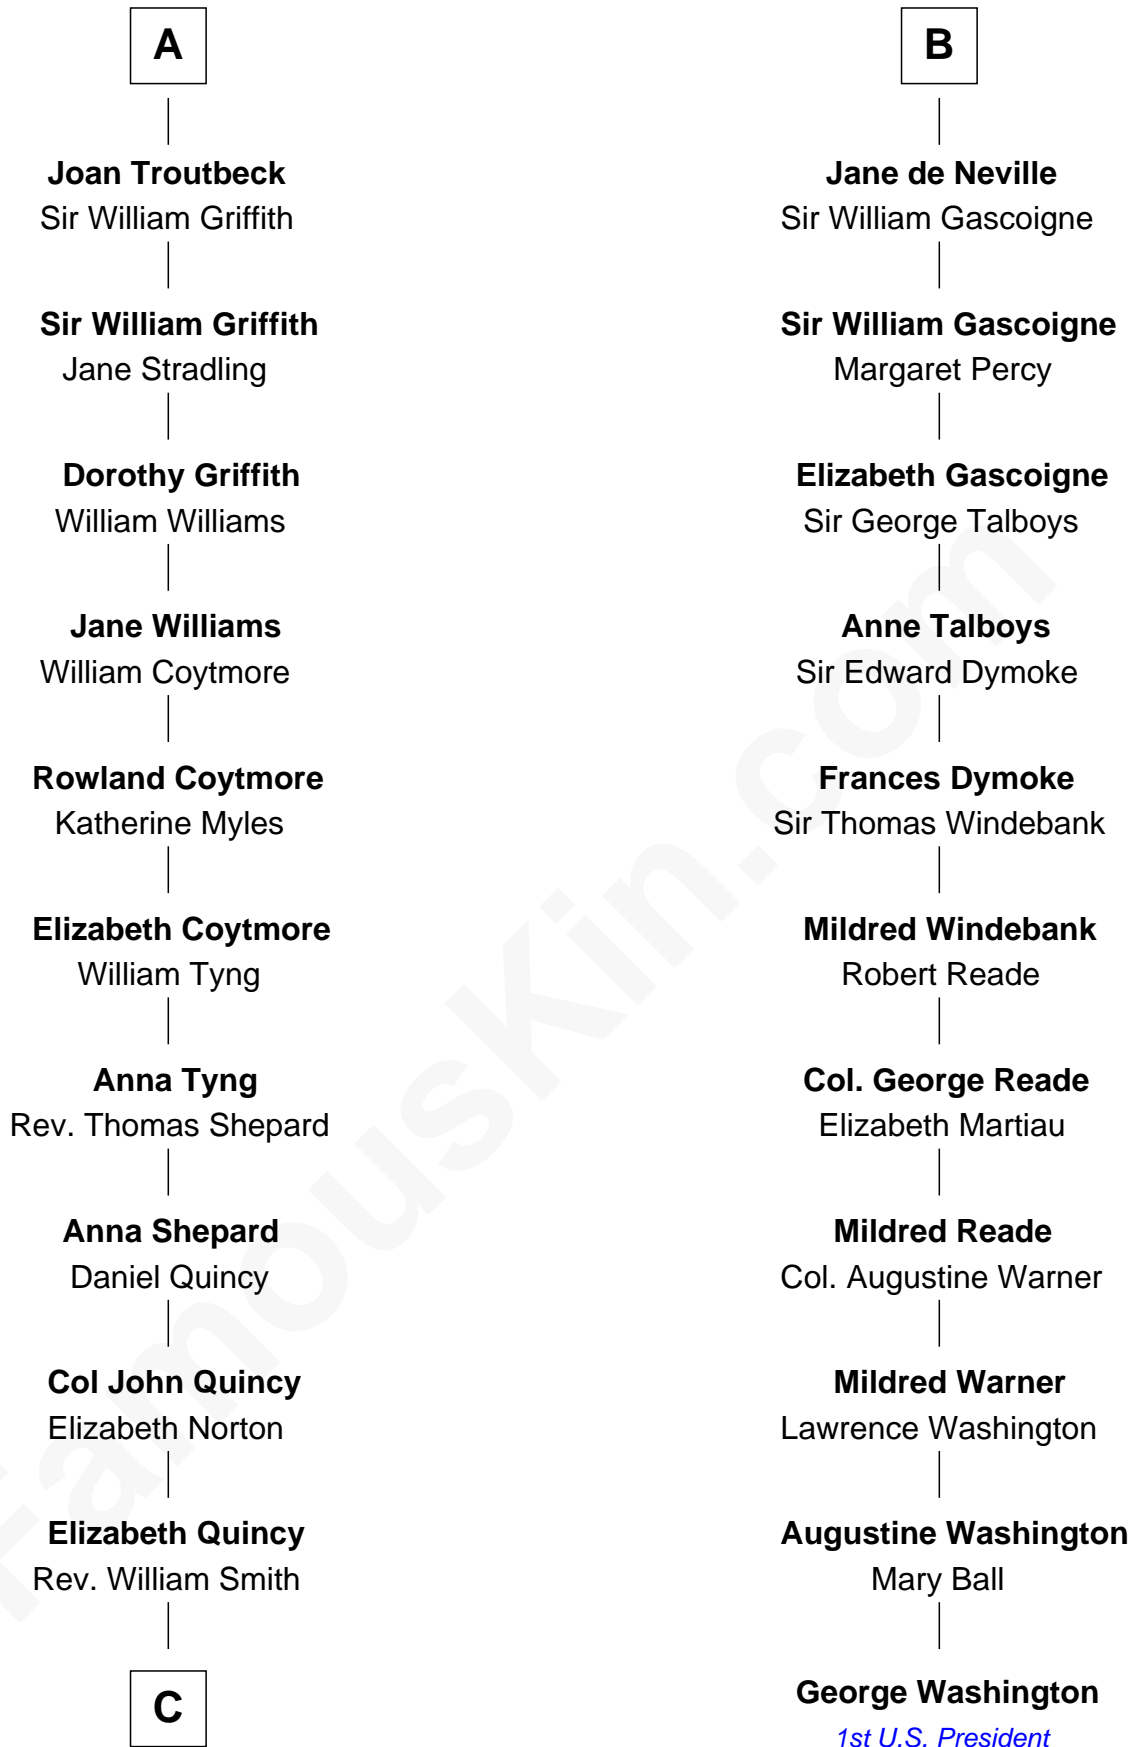 A
Joan Troutbeck
Sir William Griffith
Sir William Griffith
Jane Stradling
Dorothy Griffith
William Williams
Jane Williams
William Coytmore
Rowland Coytmore
Katherine Myles
Elizabeth Coytmore
William Tyng
Anna Tyng
Rev. Thomas Shepard
Anna Shepard
Daniel Quincy
Col John Quincy
Elizabeth Norton
Elizabeth Quincy
Rev. William Smith
C
B
Jane de Neville
Sir William Gascoigne
Sir William Gascoigne
Margaret Percy
Elizabeth Gascoigne
Sir George Talboys
Anne Talboys
Sir Edward Dymoke
Frances Dymoke
Sir Thomas Windebank
Mildred Windebank
Robert Reade
Col. George Reade
Elizabeth Martiau
Mildred Reade
Col. Augustine Warner
Mildred Warner
Lawrence Washington
Augustine Washington
Mary Ball
George Washington
1st U.S. President
FamousKin.com